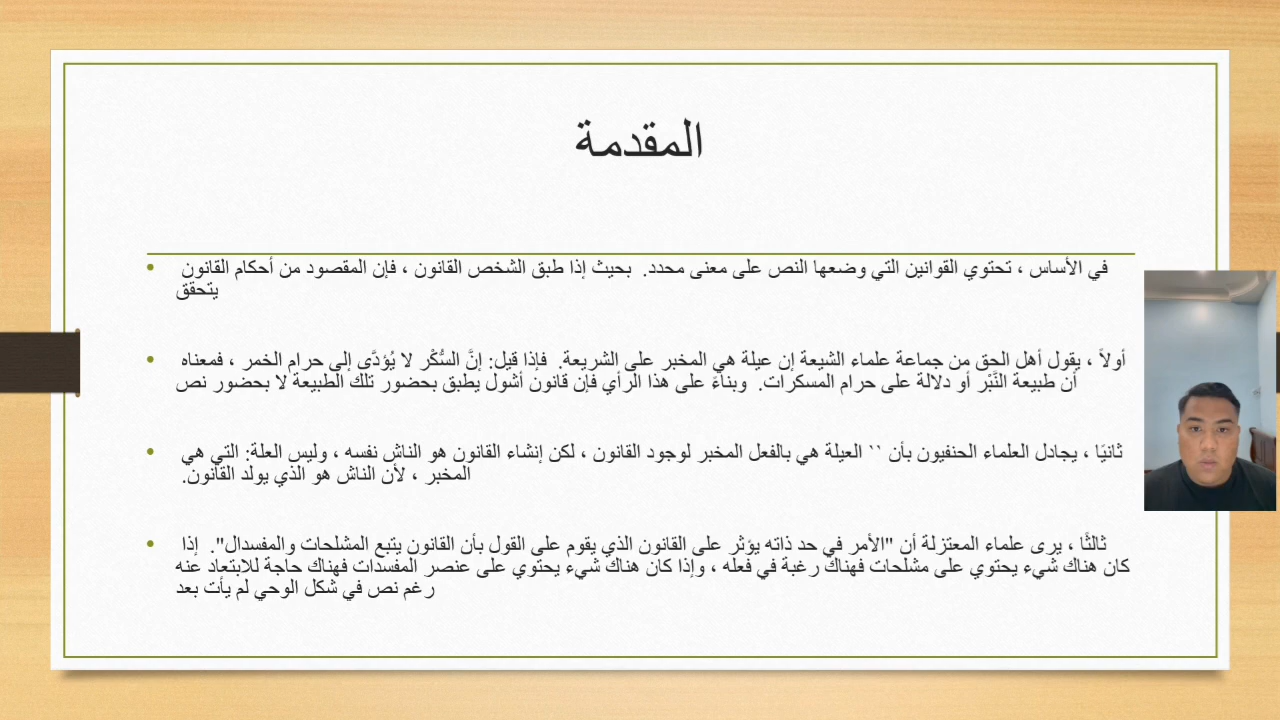 المقدمة
في الأساس ، تحتوي القوانين التي وضعها النص على معنى محدد. بحيث إذا طبق الشخص القانون ، فإن المقصود من أحكام القانون
يتحقق
أولاً ، يقول أهل الحق من جماعة علماء الشيعة إن عيلة هي المخبر على الشريعة. فإذا قيل: إنَّ السُّكْر لا يُؤدَّى إلى حرام الخمر ، فمعناه
أن طبيعة النَّبْر أو دلالة على حرام المسكرات. وبناءً على هذا الرأي فإن قانون أشول يطبق بحضور تلك الطبيعة لا بحضور نص
ثانيًا ، يجادل العلماء الحنفيون بأن `` العيلة هي بالفعل المخبر لوجود القانون ، لكن إنشاء القانون هو الناش نفسه ، وليس العلة: التي هي
المخبر ، لأن الناش هو الذي يولد القانون.
ثالثًا ، يرى علماء المعتزلة أن "الأمر في حد ذاته يؤثر على القانون الذي يقوم على القول بأن القانون يتبع المشلحات والمفسدال". إذا
كان هناك شيء يحتوي على مشلحات فهناك رغبة في فعله ، وإذا كان هناك شيء يحتوي على عنصر المفسدات فهناك حاجة للابتعاد عنه
رغم نص في شكل الوحي لم يأت بعد